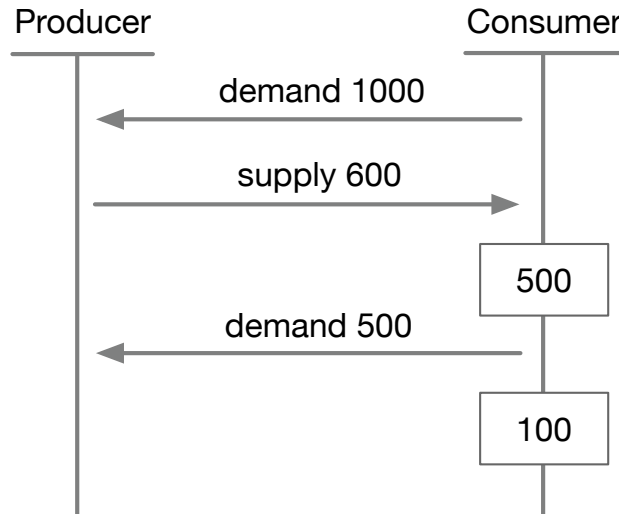 Producer
Consumer
demand 1000
supply 600
500
demand 500
100